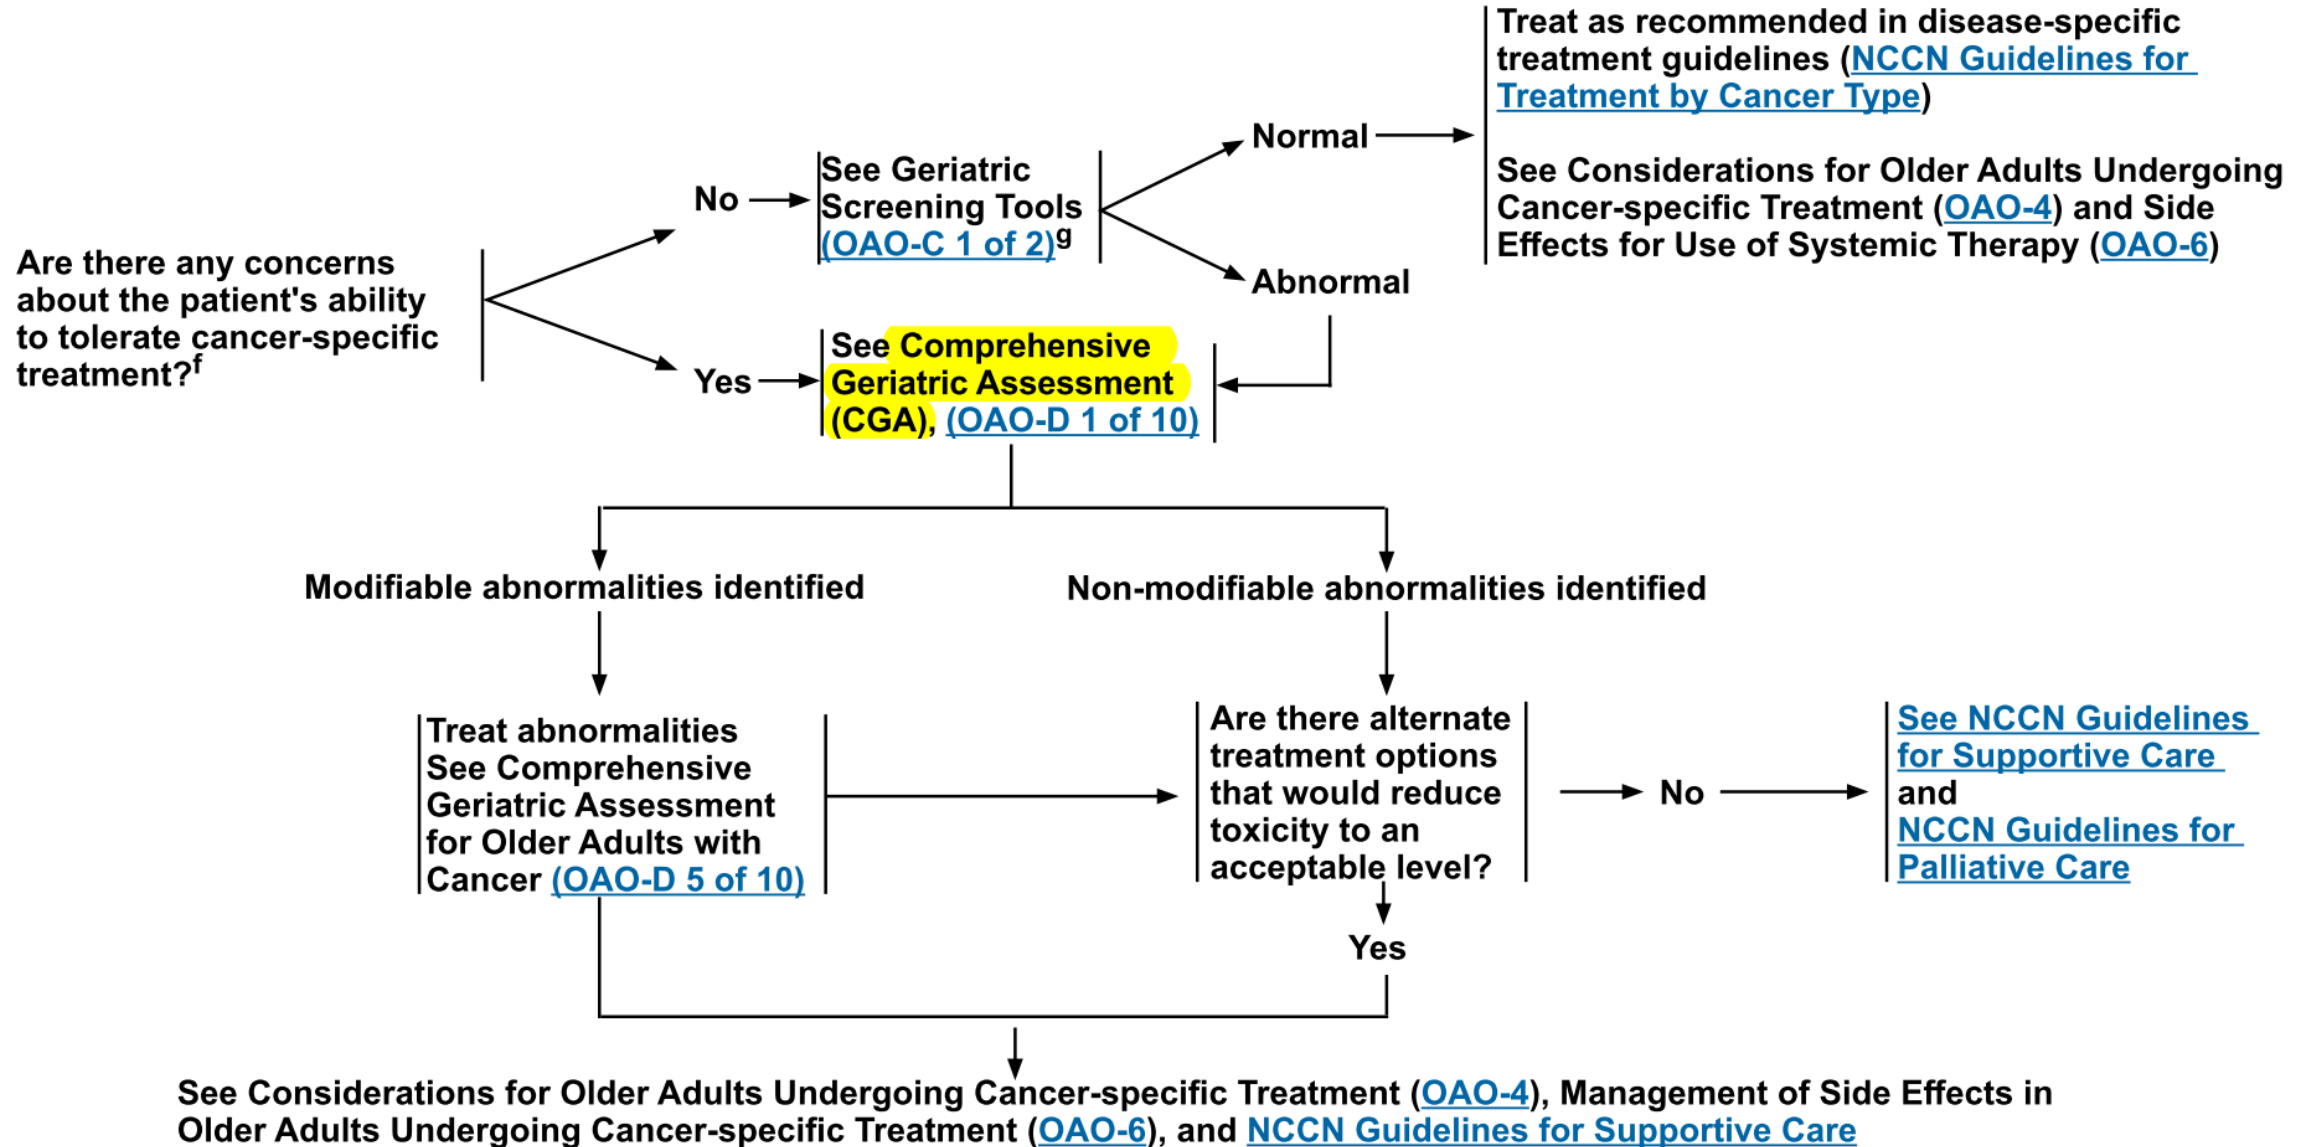 Treat as recommended in disease-specific
treatment guidelines (NCCN Guidelines for
Treatment by Cancer Type)
See Considerations for Older Adults Undergoing
Cancer-specific Treatment (OAO-4) and Side
Effects for Use of Systemic Therapy (OAO-6)
Normal
No
See Geriatric
Screening Tools
(OAO-C 1 of 2)g
Abnormal
Are there any concerns
about the patient's ability
to tolerate cancer-specific
treatment?f
Yes
See Comprehensive
Geriatric Assessment
(CGA), (OAO-D 1 of 10)
Modifiable abnormalities identified
Non-modifiable abnormalities identified
Treat abnormalities
See Comprehensive
Geriatric Assessment
for Older Adults with
Cancer (OAO-D 5 of 10)
Are there alternate
treatment options
that would reduce
toxicity to an
acceptable level?
No
See NCCN Guidelines
for Supportive Care
and
NCCN Guidelines for
Palliative Care
Yes
See Considerations for Older Adults Undergoing Cancer-specific Treatment (OAO-4), Management of Side Effects in
Older Adults Undergoing Cancer-specific Treatment (OAO-6), and NCCN Guidelines for Supportive Care